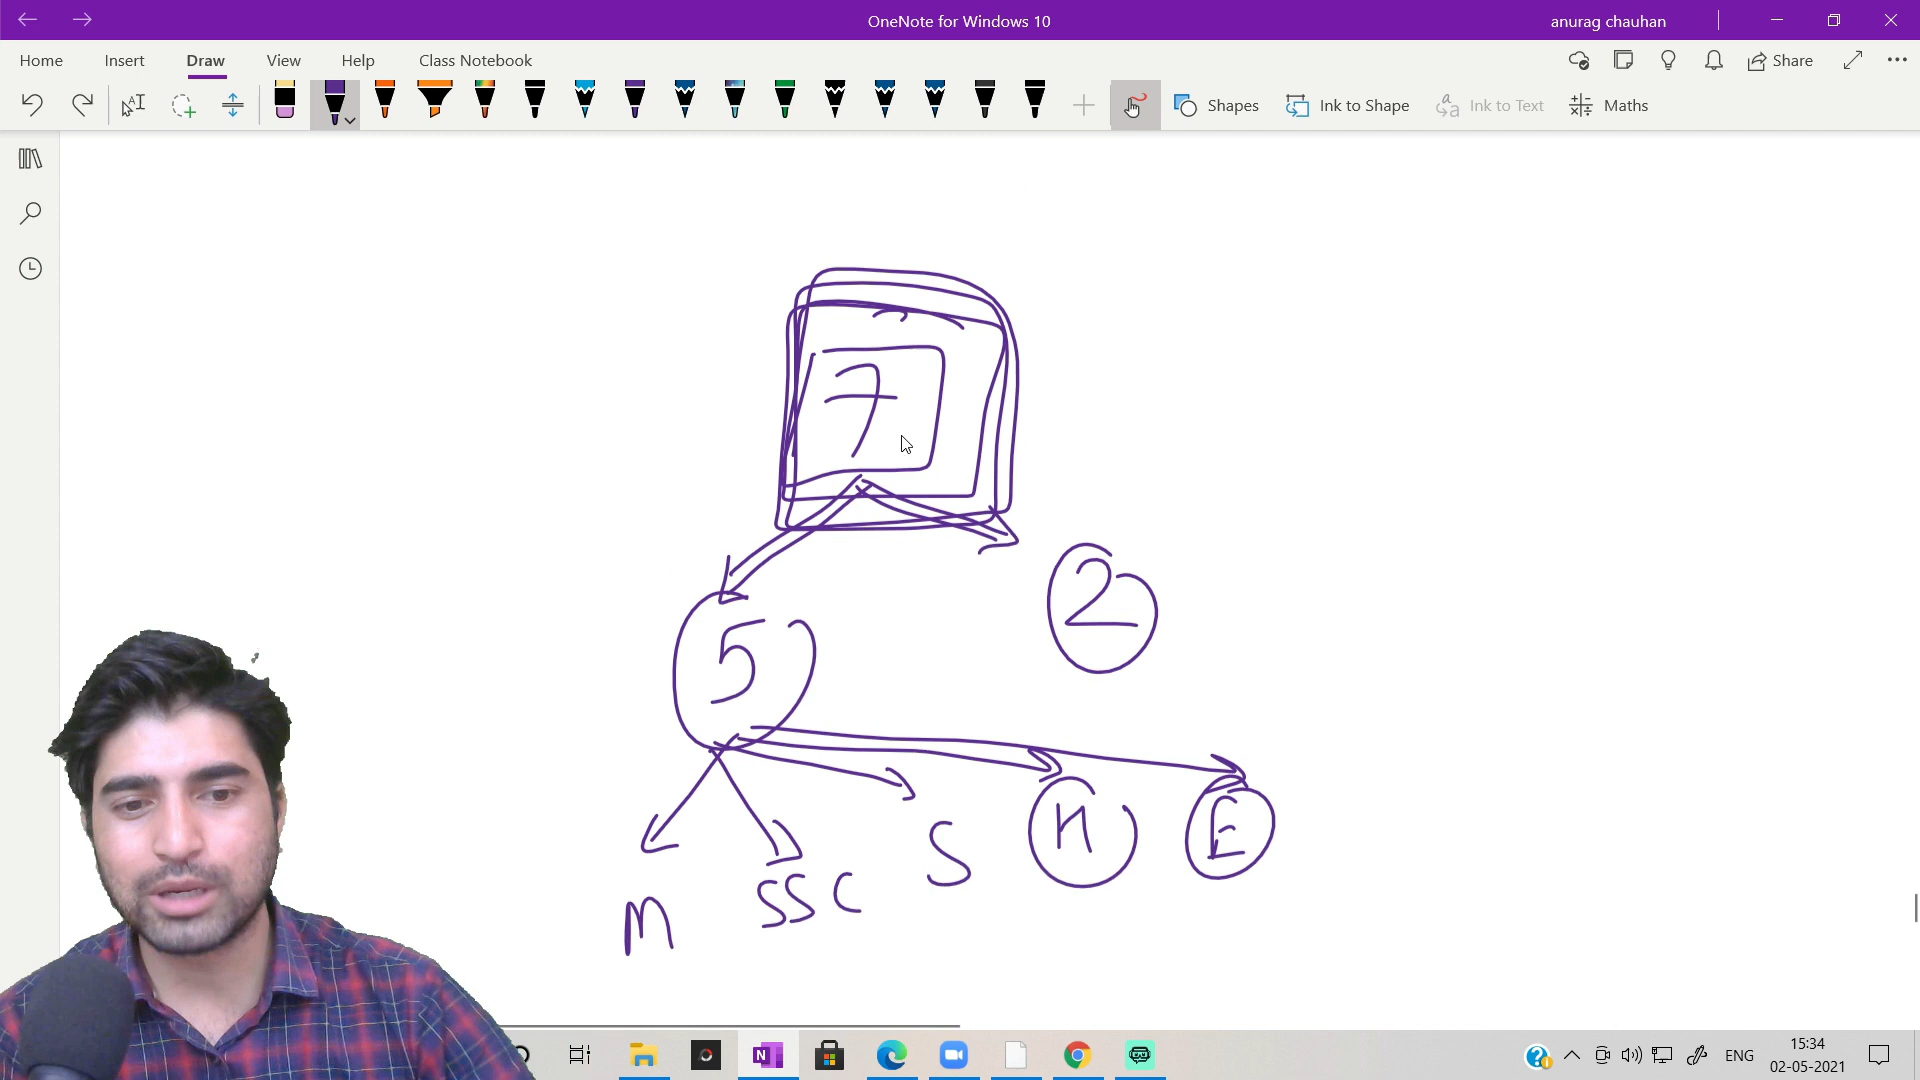 OneNote for Windows 10
anurag chauhan
Home Insert Draw View Help Class Notebook
Share
Shapes Ink to Shape Ink to Text Maths
7
2
5
M SSC S H E
ENG
15:34
02-05-2021